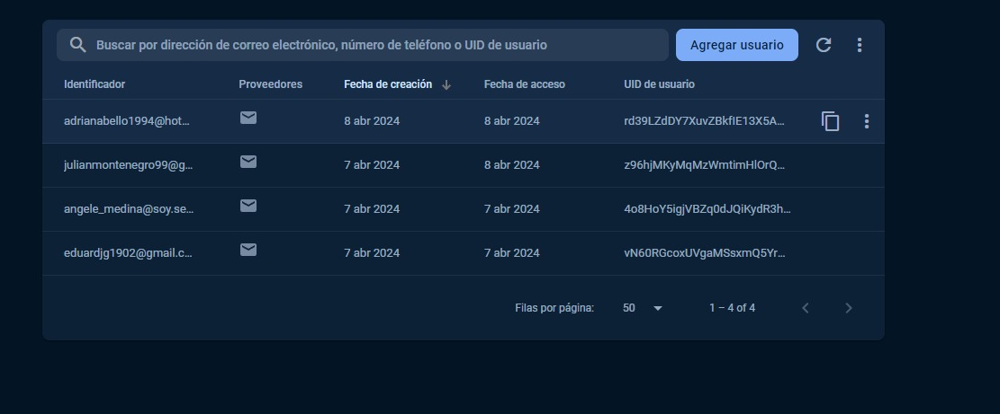 Buscar por dirección de correo electrónico, número de teléfono o UID de usuario Agregar usuario
Identificador Proveedores Fecha de creación Fecha de acceso UID de usuario
adrianabello1994@hot... 8 abr 2024 8 abr 2024 rd39LZdDY7XuvZBkfIE13X5A...
julianmontenegro99@g... 7 abr 2024 8 abr 2024 z96hjMKyMqMzWmtimHlOrQ...
angele_medina@soy.se... 7 abr 2024 7 abr 2024 4o8HoY5igjVBZq0dJQiKydR3h...
eduardjg1902@gmail.c... 7 abr 2024 7 abr 2024 vN60RGcoxUVgaMSsxmQ5Yr...
Filas por página: 50 1 – 4 of 4